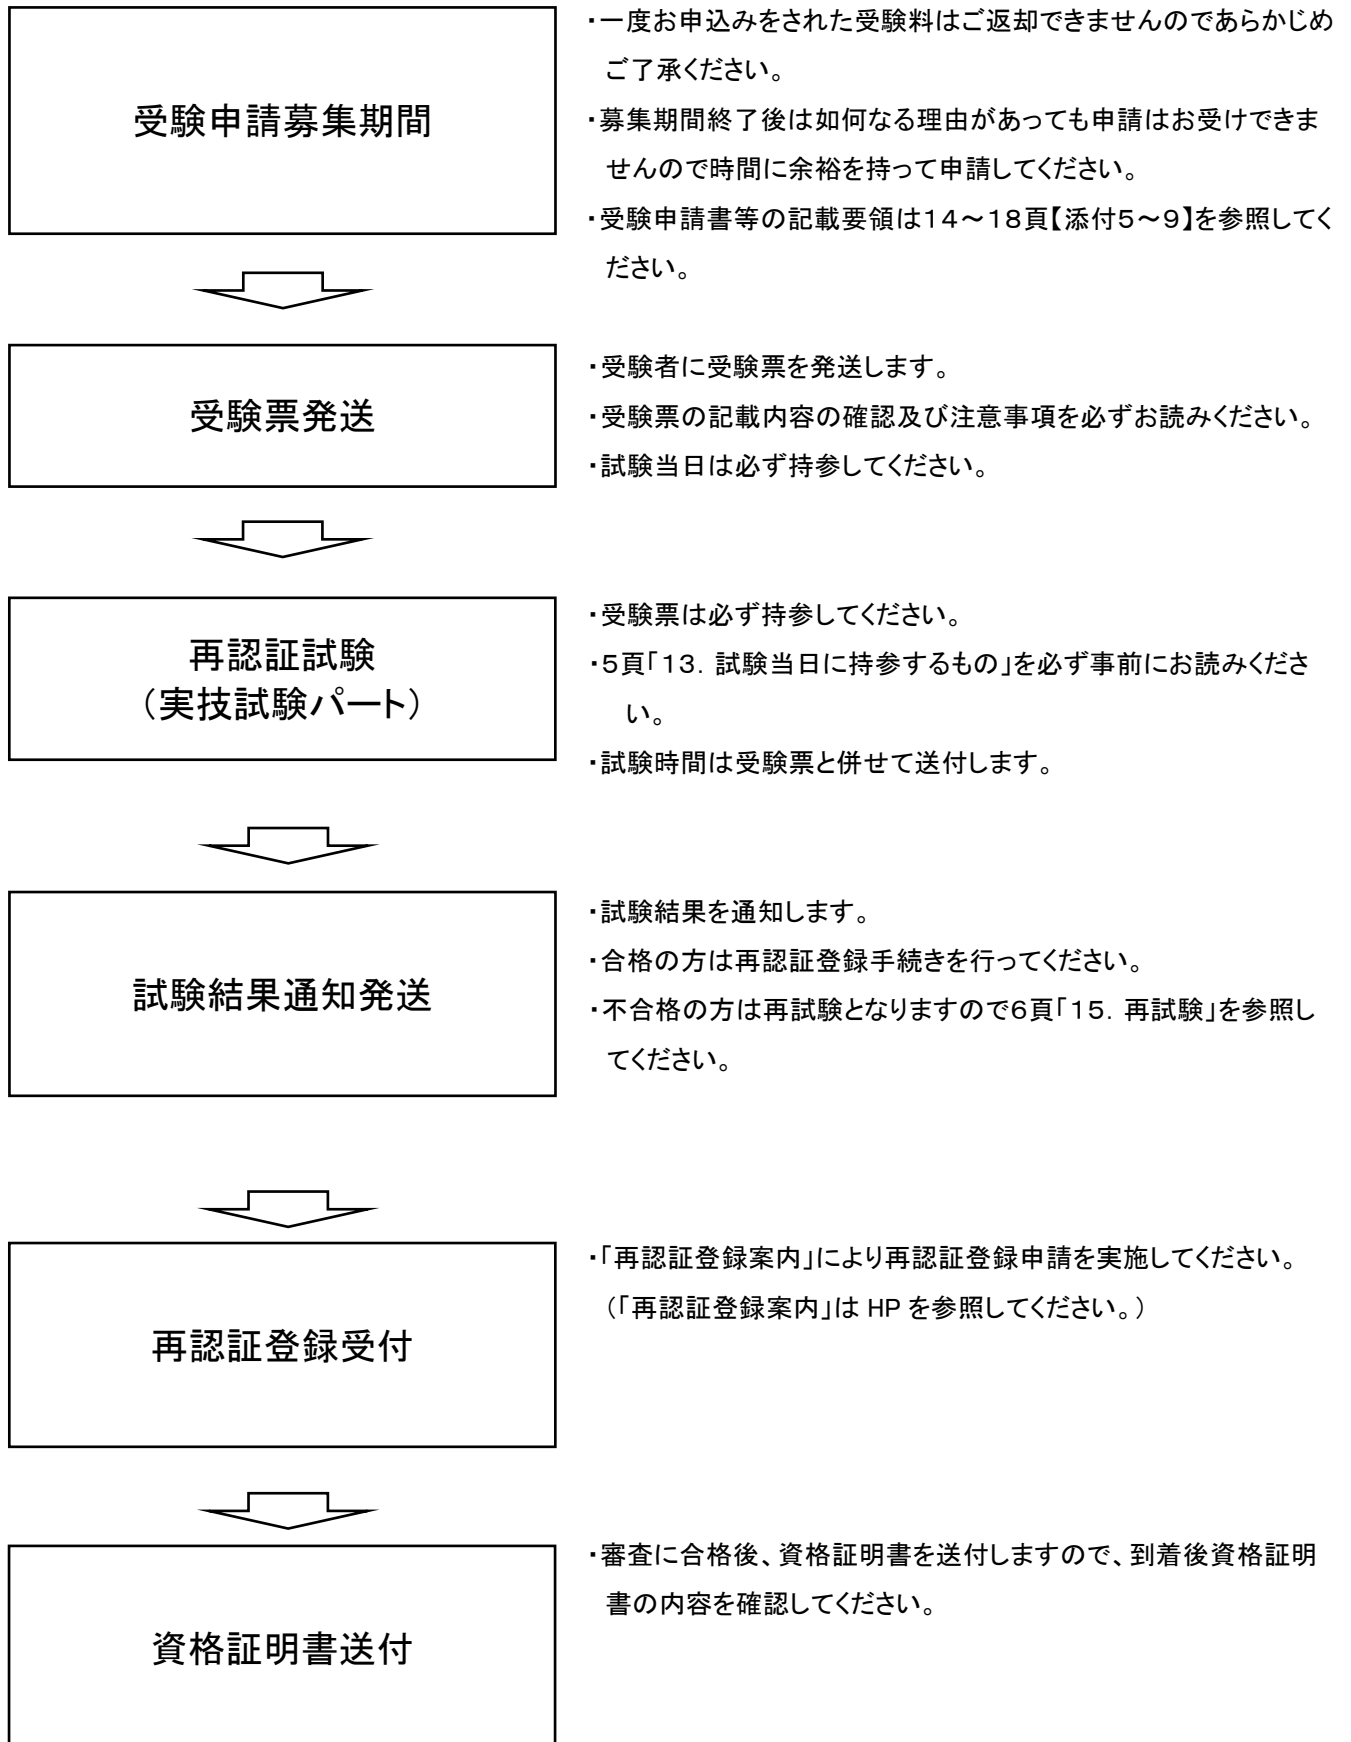 受験申請募集期間
・一度お申込みをされた受験料はご返却できませんのであらかじめ
ご了承ください。
・募集期間終了後は如何なる理由があっても申請はお受けできま
せんので時間に余裕を持って申請してください。
・受験申請書等の記載要領は14～18頁【添付5～9】を参照してく
ださい。
受験票発送
・受験者に受験票を発送します。
・受験票の記載内容の確認及び注意事項を必ずお読みください。
・試験当日は必ず持参してください。
再認証試験
（実技試験パート）
・受験票は必ず持参してください。
・5頁「13．試験当日に持参するもの」を必ず事前にお読みくださ
い。
・試験時間は受験票と併せて送付します。
試験結果通知発送
・試験結果を通知します。
・合格の方は再認証登録手続きを行ってください。
・不合格の方は再試験となりますので6頁「15．再試験」を参照し
てください。
再認証登録受付
・「再認証登録案内」により再認証登録申請を実施してください。
（「再認証登録案内」は HP を参照してください。）
資格証明書送付
・審査に合格後、資格証明書を送付しますので、到着後資格証明
書の内容を確認してください。